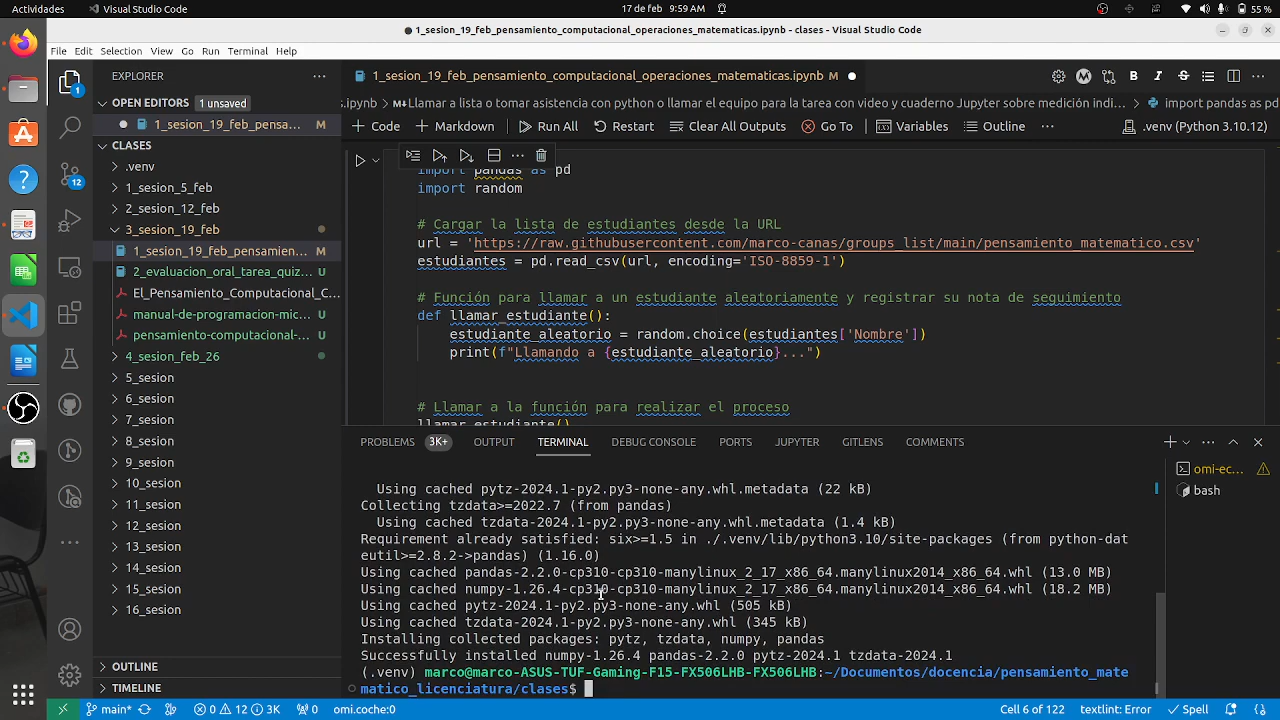 Actividades
Visual Studio Code
17 de feb 9:59 AM
55 %
1_sesion_19_feb_pensamiento_computacional_operaciones_matematicas.ipynb - clases - Visual Studio Code
File Edit Selection View Go Run Terminal Help
EXPLORER
1_sesion_19_feb_pensamiento_computacional_operaciones_matematicas.ipynb M
OPEN EDITORS 1 unsaved
s.ipynb > Llamar a lista o tomar asistencia con python o llamar el equipo para la tarea con video y cuaderno Jupyter sobre medición indi... > import pandas as pd
1_sesion_19_feb_pensa... M
+ Code + Markdown Run All Restart Clear All Outputs Go To Variables Outline ... .venv (Python 3.10.12)
CLASES
.venv
1_sesion_5_feb
2_sesion_12_feb
3_sesion_19_feb
1_sesion_19_feb_pensamien... M
2_evaluacion_oral_tarea_quiz... U
El_Pensamiento_Computacional_C...
manual-de-programacion-mic... U
pensamiento-computacional-... U
4_sesion_feb_26
5_sesion
6_sesion
7_sesion
8_sesion
9_sesion
10_sesion
11_sesion
12_sesion
13_sesion
14_sesion
15_sesion
16_sesion
OUTLINE
TIMELINE
1
12
import pandas as pd
import random
# Cargar la lista de estudiantes desde la URL
url = 'https://raw.githubusercontent.com/marco-canas/groups_list/main/pensamiento_matematico.csv'
estudiantes = pd.read_csv(url, encoding='ISO-8859-1')
# Función para llamar a un estudiante aleatoriamente y registrar su nota de seguimiento
def llamar_estudiante():
estudiante_aleatorio = random.choice(estudiantes['Nombre'])
print(f"Llamando a {estudiante_aleatorio}...")
# Llamar a la función para realizar el proceso
llamar_estudiante()
PROBLEMS 3K+ OUTPUT TERMINAL DEBUG CONSOLE PORTS JUPYTER GITLENS COMMENTS
omi-ec...
bash
Using cached pytz-2024.1-py2.py3-none-any.whl.metadata (22 kB)
Collecting tzdata>=2022.7 (from pandas)
Using cached tzdata-2024.1-py2.py3-none-any.whl.metadata (1.4 kB)
Requirement already satisfied: six>=1.5 in ./.venv/lib/python3.10/site-packages (from python-dat
eutil>=2.8.2->pandas) (1.16.0)
Using cached pandas-2.2.0-cp310-cp310-manylinux_2_17_x86_64.manylinux2014_x86_64.whl (13.0 MB)
Using cached numpy-1.26.4-cp310-cp310-manylinux_2_17_x86_64.manylinux2014_x86_64.whl (18.2 MB)
Using cached pytz-2024.1-py2.py3-none-any.whl (505 kB)
Using cached tzdata-2024.1-py2.py3-none-any.whl (345 kB)
Installing collected packages: pytz, tzdata, numpy, pandas
Successfully installed numpy-1.26.4 pandas-2.2.0 pytz-2024.1 tzdata-2024.1
(.venv) marco@marco-ASUS-TUF-Gaming-F15-FX506LHB-FX506LHB:~/Documentos/docencia/pensamiento_mate
matico_licenciatura/clases$
main* 0 12 3K 0 omi.coche:0 Cell 6 of 122 textlint: Error Spell